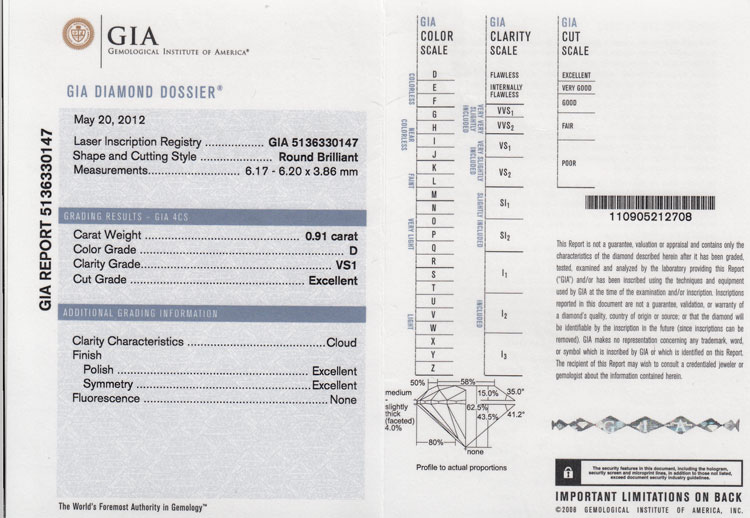 GIA
GEMOLOGICAL INSTITUTE OF AMERICA®
GIA DIAMOND DOSSIER®
GIA REPORT 5136330147
May 20, 2012
Laser Inscription Registry ................ GIA 5136330147
Shape and Cutting Style .................... Round Brilliant
Measurements ..................... 6.17 - 6.20 x 3.86 mm
GRADING RESULTS - GIA 4CS
Carat Weight ........................................ 0.91 carat
Color Grade ........................................ D
Clarity Grade ........................................ VS1
Cut Grade ........................................ Excellent
ADDITIONAL GRADING INFORMATION
Clarity Characteristics ........................................ Cloud
Finish
Polish ........................................ Excellent
Symmetry ........................................ Excellent
Fluorescence ........................................ None
The World's Foremost Authority in Gemology™
GIA
COLOR
SCALE
COLORLESS
D
E
F
NEAR
COLORLESS
G
H
I
J
FAINT
K
L
M
VERY LIGHT
N
O
P
Q
R
LIGHT
S
T
U
V
W
X
Y
Z
GIA
CLARITY
SCALE
FLAWLESS
INTERNALLY
FLAWLESS
VERY VERY
SLIGHTLY
INCLUDED
VVS1
VVS2
VERY SLIGHTLY
INCLUDED
VS1
VS2
SLIGHTLY INCLUDED
SI1
SI2
INCLUDED
I1
I2
I3
GIA
CUT
SCALE
EXCELLENT
VERY GOOD
GOOD
FAIR
POOR
50%
58%
15.0%
35.0°
medium
-
slightly
thick
(faceted)
4.0%
62.5%
43.5%
41.2°
80%
none
Profile to actual proportions
110905212708
This Report is not a guarantee, valuation or appraisal and contains only the
characteristics of the diamond described herein after it has been graded,
tested, examined and analyzed by the laboratory providing this Report
("GIA") and/or has been inscribed using the techniques and equipment
used by GIA at the time of the examination and/or inscription. Inscriptions
reported in this document are not a guarantee, validation, or warranty of
a diamond's quality, country of origin or source; or that the diamond will
be identifiable by the inscription in the future (since inscriptions can be
removed). GIA makes no representation concerning any trademark, word,
or symbol which is inscribed by GIA or which is identified on this Report.
The recipient of this Report may wish to consult a credentialed jeweler or
gemologist about the information contained herein.
GIA
The security features in this document, including the hologram,
security screen and microprint lines, in addition to those not listed,
exceed document security industry guidelines.
IMPORTANT LIMITATIONS ON BACK
©2008 GEMOLOGICAL INSTITUTE OF AMERICA, INC.